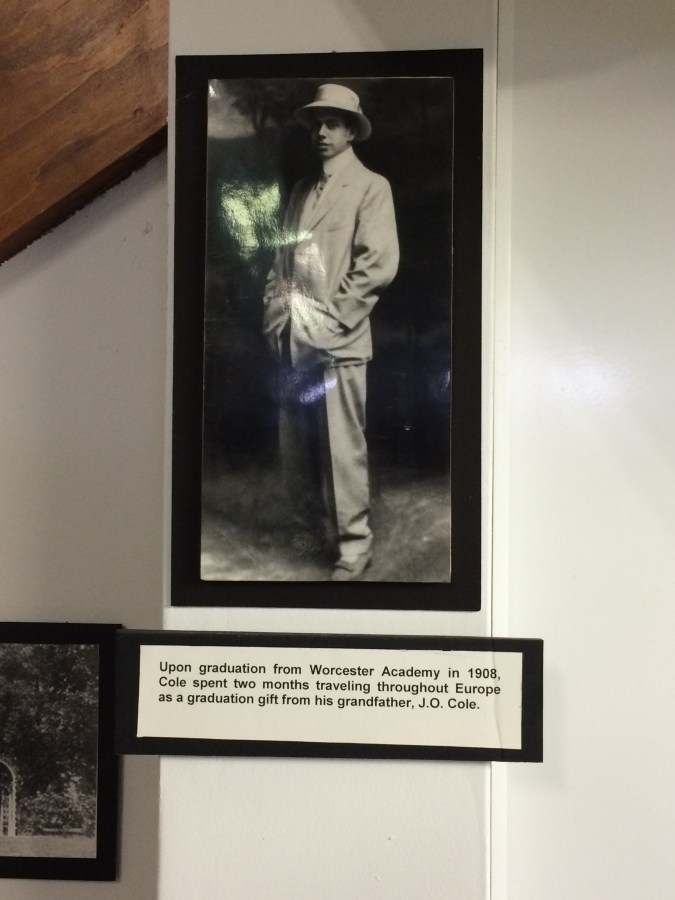 Upon graduation from Worcester Academy in 1908,
Cole spent two months traveling throughout Europe
as a graduation gift from his grandfather, J.O. Cole.